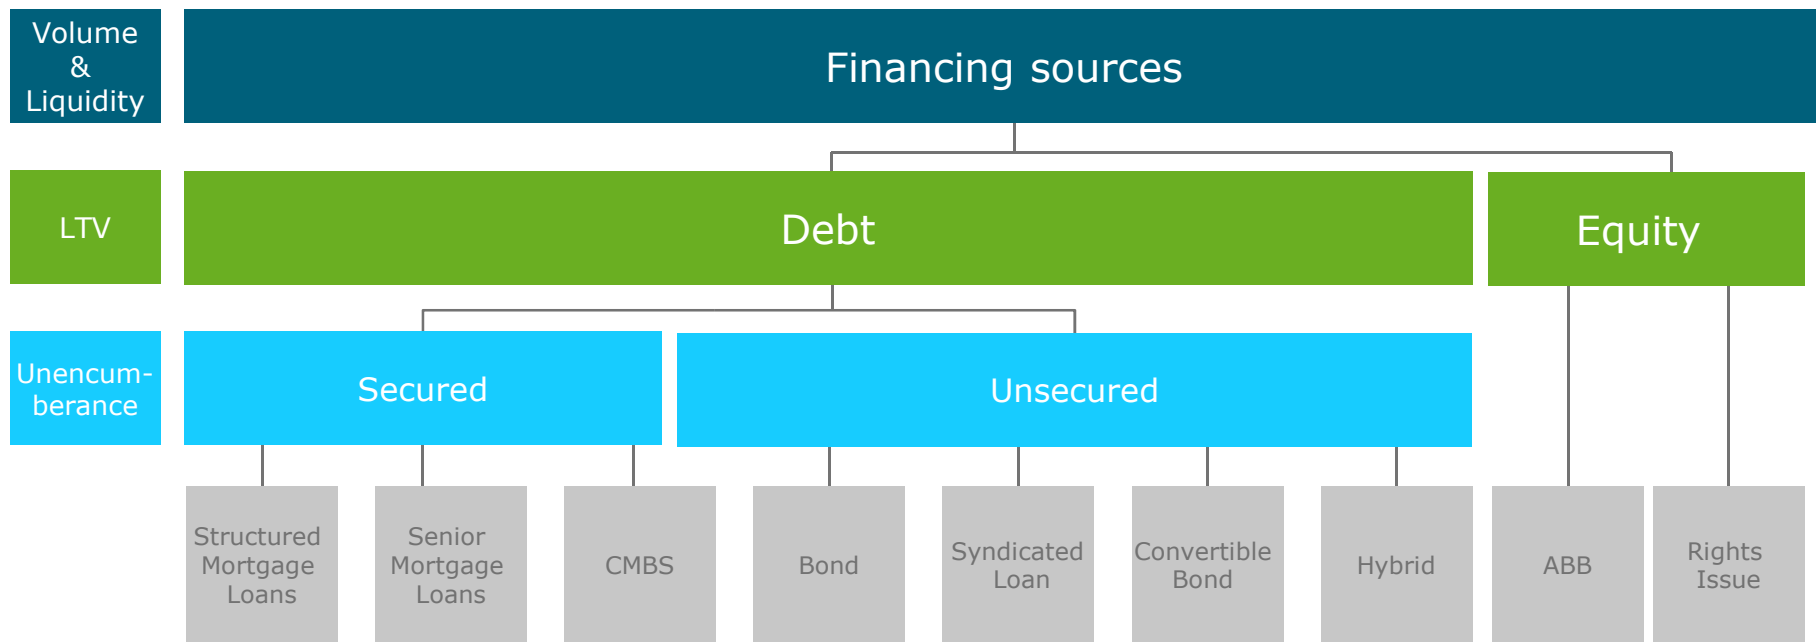 Volume
&
Liquidity
Financing sources
LTV
Debt
Equity
Unencum-
berance
Secured
Unsecured
Structured
Mortgage
Loans
Senior
Mortgage
Loans
CMBS
Bond
Syndicated
Loan
Convertible
Bond
Hybrid
ABB
Rights
Issue